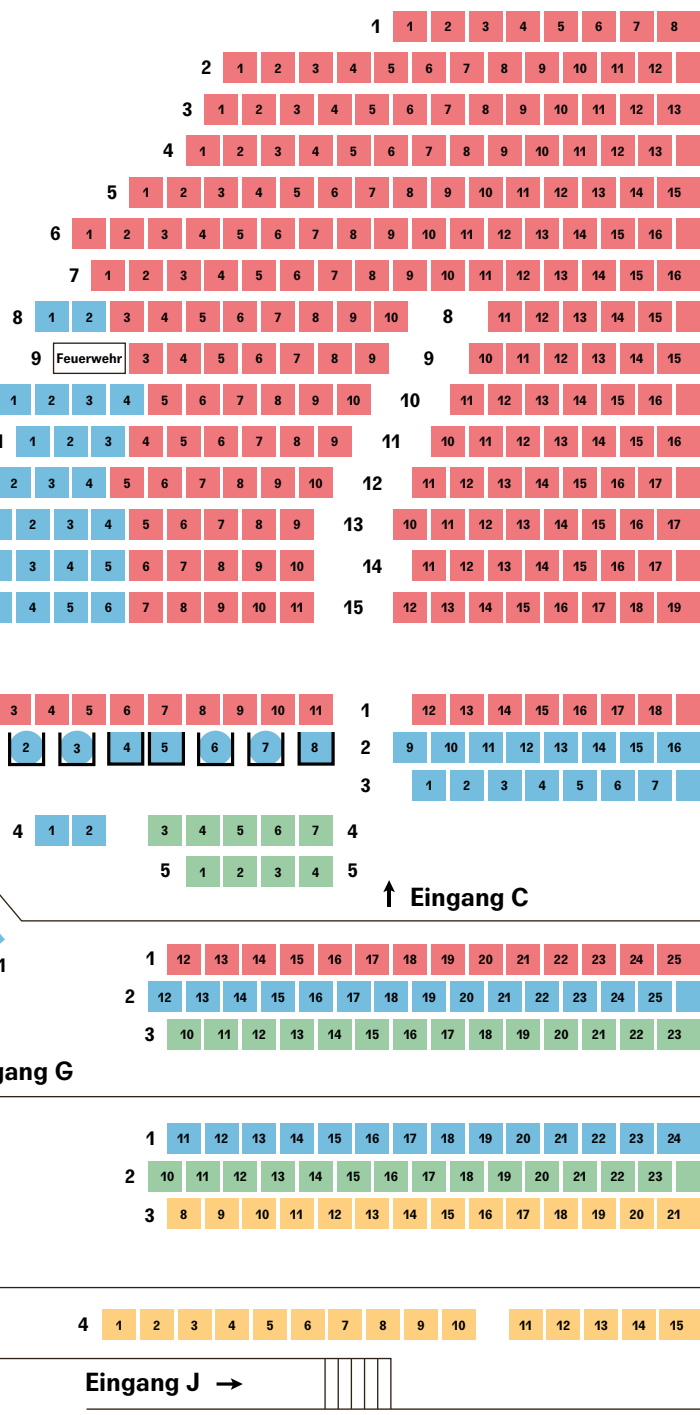 1 1 2 3 4 5 6 7 8
2 1 2 3 4 5 6 7 8 9 10 11 12
3 1 2 3 4 5 6 7 8 9 10 11 12 13
4 1 2 3 4 5 6 7 8 9 10 11 12 13
5 1 2 3 4 5 6 7 8 9 10 11 12 13 14 15
6 1 2 3 4 5 6 7 8 9 10 11 12 13 14 15 16
7 1 2 3 4 5 6 7 8 9 10 11 12 13 14 15 16
8 1 2 3 4 5 6 7 8 9 10 8 11 12 13 14 15
9 Feuerwehr 3 4 5 6 7 8 9 9 10 11 12 13 14 15
1 2 3 4 5 6 7 8 9 10 10 11 12 13 14 15 16
1 1 2 3 4 5 6 7 8 9 11 10 11 12 13 14 15 16
2 3 4 5 6 7 8 9 10 12 11 12 13 14 15 16 17
2 3 4 5 6 7 8 9 13 10 11 12 13 14 15 16 17
3 4 5 6 7 8 9 10 14 11 12 13 14 15 16 17
4 5 6 7 8 9 10 11 15 12 13 14 15 16 17 18 19
3 4 5 6 7 8 9 10 11 1 12 13 14 15 16 17 18
2 3 4 5 6 7 8 2 9 10 11 12 13 14 15 16
3 1 2 3 4 5 6 7
4 1 2 3 4 5 6 7 4
5 1 2 3 4 5
Eingang C
1 12 13 14 15 16 17 18 19 20 21 22 23 24 25
1
2 12 13 14 15 16 17 18 19 20 21 22 23 24 25
3 10 11 12 13 14 15 16 17 18 19 20 21 22 23
gang G
1 11 12 13 14 15 16 17 18 19 20 21 22 23 24
2 10 11 12 13 14 15 16 17 18 19 20 21 22 23
3 8 9 10 11 12 13 14 15 16 17 18 19 20 21
4 1 2 3 4 5 6 7 8 9 10 11 12 13 14 15
Eingang J →